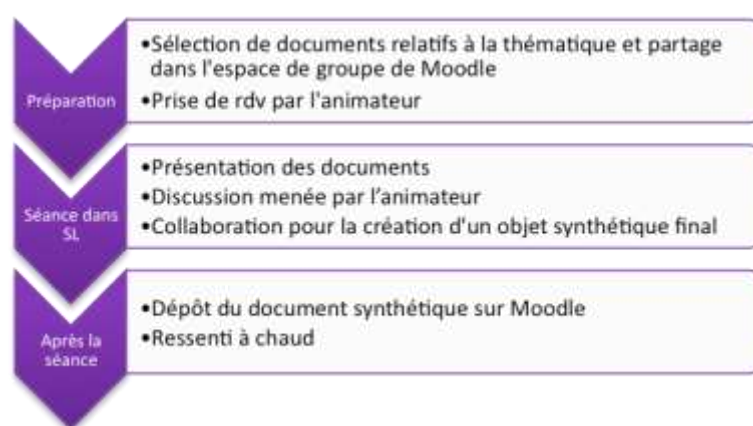 Préparation
•Sélection de documents relatifs à la thématique et partage
dans l'espace de groupe de Moodle
•Prise de rdv par l'animateur
Séance dans
SL
•Présentation des documents
•Discussion menée par l’animateur
•Collaboration pour la création d'un objet synthétique final
Après la
séance
•Dépôt du document synthétique sur Moodle
•Ressenti à chaud